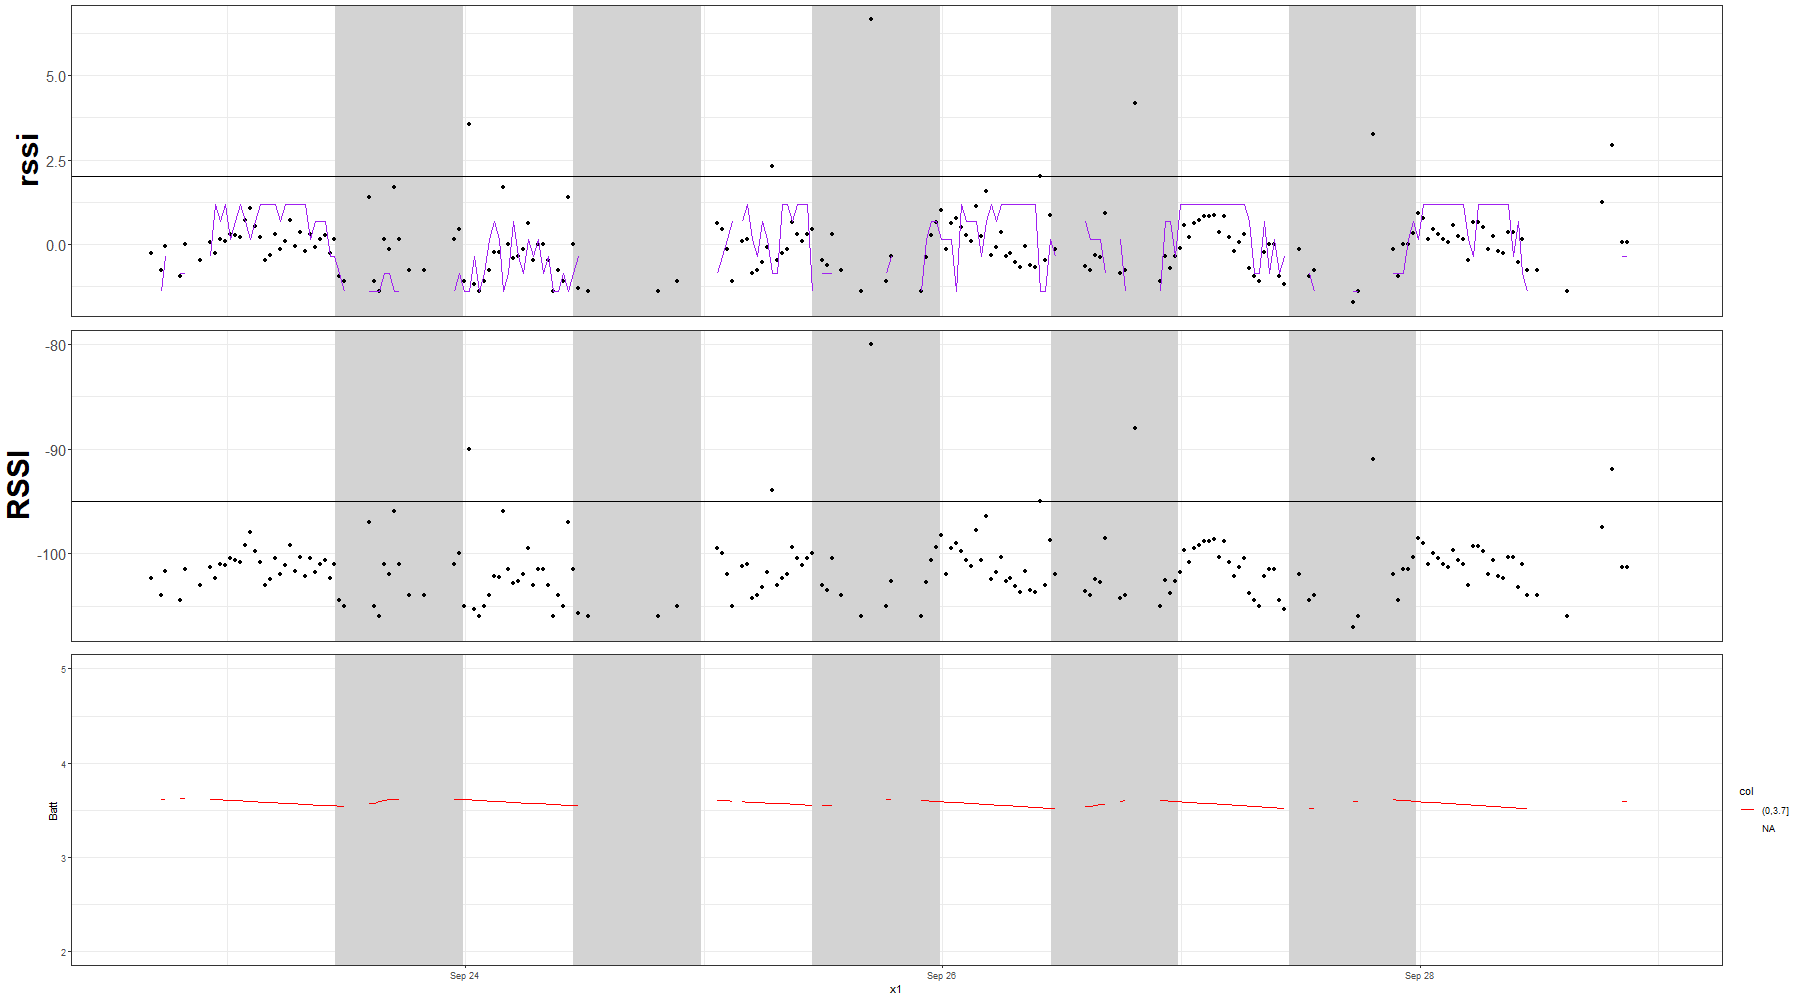 rssi
5.0
2.5
0.0
RSSI
-80
-90
-100
Batt
5
4
3
2
Sep 24
Sep 26
Sep 28
x1
col
(0,3.7]
NA